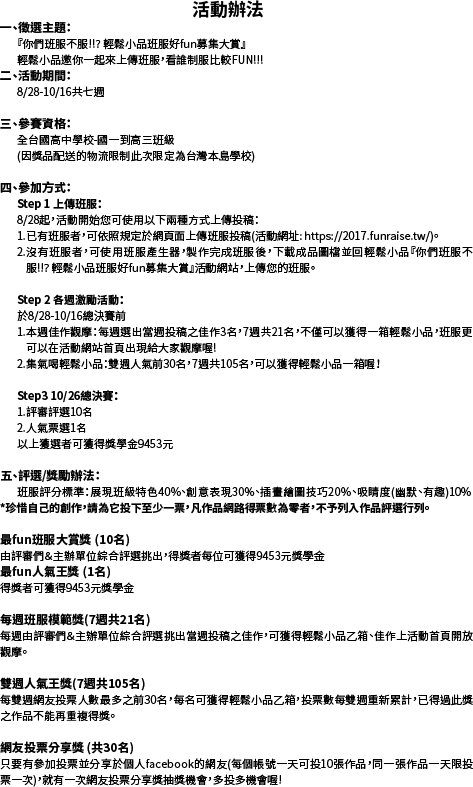 活動辦法
一、徵選主題：
『你們班服不服!!? 輕鬆小品班服好fun募集大賞』
輕鬆小品邀你一起來上傳班服，看誰制服比較FUN!!!
二、活動期間：
8/28-10/16共七週
三、參賽資格：
全台國高中學校-國一到高三班級
(因獎品配送的物流限制此次限定為台灣本島學校)
四、參加方式：
Step 1 上傳班服：
8/28起，活動開始您可使用以下兩種方式上傳投稿：
1.已有班服者，可依照規定於網頁面上傳班服投稿(活動網址: https://2017.funraise.tw/)。
2.沒有班服者，可使用班服產生器，製作完成班服後，下載成品圖檔並回輕鬆小品『你們班服不
服!!? 輕鬆小品班服好fun募集大賞』活動網站，上傳您的班服。
Step 2 各週激勵活動：
於8/28-10/16總決賽前
1.本週佳作觀摩：每週選出當週投稿之佳作3名，7週共21名，不僅可以獲得一箱輕鬆小品，班服更
可以在活動網站首頁出現給大家觀摩喔!
2.集氣喝輕鬆小品：雙週人氣前30名，7週共105名，可以獲得輕鬆小品一箱喔！
Step3 10/26總決賽：
1.評審評選10名
2.人氣票選1名
以上獲選者可獲得獎學金9453元
五、評選/獎勵辦法：
班服評分標準：展現班級特色40%、創意表現30%、插畫繪圖技巧20%、吸睛度(幽默、有趣)10%
*珍惜自己的創作，請為它投下至少一票，凡作品網路得票數為零者，不予列入作品評選行列。
最fun班服大賞獎 (10名)
由評審們&主辦單位綜合評選挑出，得獎者每位可獲得9453元獎學金
最fun人氣王獎 (1名)
得獎者可獲得9453元獎學金
每週班服模範獎(7週共21名)
每週由評審們&主辦單位綜合評選挑出當週投稿之佳作，可獲得輕鬆小品乙箱、佳作上活動首頁開放
觀摩。
雙週人氣王獎(7週共105名)
每雙週網友投票人數最多之前30名，每名可獲得輕鬆小品乙箱，投票數每雙週重新累計，已得過此獎
之作品不能再重複得獎。
網友投票分享獎 (共30名)
只要有參加投票並分享於個人facebook的網友(每個帳號一天可投10張作品，同一張作品一天限投
票一次)，就有一次網友投票分享獎抽獎機會，多投多機會喔!